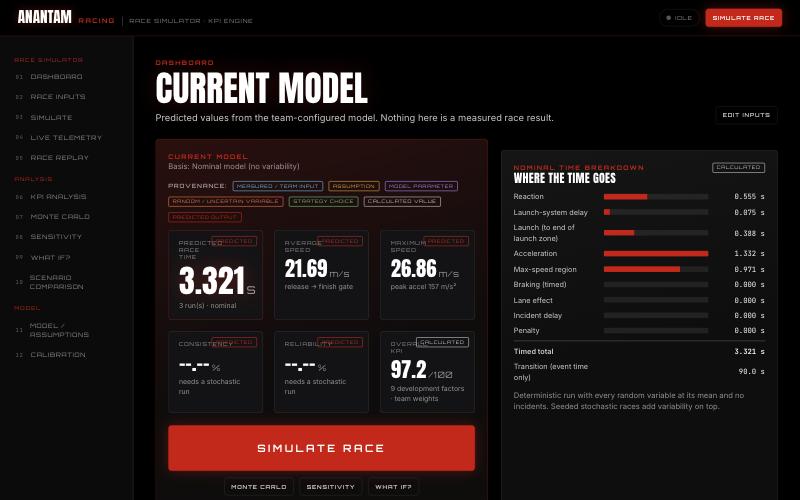 ANANTAM RACING RACE SIMULATOR · KPI ENGINE
IDLE
SIMULATE RACE
RACE SIMULATOR
01 DASHBOARD
02 RACE INPUTS
03 SIMULATE
04 LIVE TELEMETRY
05 RACE REPLAY
ANALYSIS
06 KPI ANALYSIS
07 MONTE CARLO
08 SENSITIVITY
09 WHAT IF?
10 SCENARIO
COMPARISON
MODEL
11 MODEL /
ASSUMPTIONS
12 CALIBRATION
DASHBOARD
CURRENT MODEL
Predicted values from the team-configured model. Nothing here is a measured race result.
EDIT INPUTS
CURRENT MODEL
Basis: Nominal model (no variability)
PROVENANCE: MEASURED / TEAM INPUT ASSUMPTION MODEL PARAMETER
RANDOM / UNCERTAIN VARIABLE STRATEGY CHOICE CALCULATED VALUE
PREDICTED OUTPUT
PREDICTED
RACE
TIME
PREDICTED
3.321 S
3 run(s) · nominal
AVERAGE
SPEED
PREDICTED
21.69 m/s
release → finish gate
MAXIMUM
SPEED
PREDICTED
26.86 m/s
peak accel 157 m/s²
CONSISTENCY
PREDICTED
--.-- %
needs a stochastic
run
RELIABILITY
PREDICTED
--.-- %
needs a stochastic
run
OVERALL
KPI
CALCULATED
97.2 /100
9 development factors
· team weights
SIMULATE RACE
MONTE CARLO
SENSITIVITY
WHAT IF?
NOMINAL TIME BREAKDOWN
CALCULATED
WHERE THE TIME GOES
Reaction 0.555 s
Launch-system delay 0.075 s
Launch (to end of
launch zone) 0.388 s
Acceleration 1.332 s
Max-speed region 0.971 s
Braking (timed) 0.000 s
Lane effect 0.000 s
Incident delay 0.000 s
Penalty 0.000 s
Timed total 3.321 s
Transition (event time
only) 90.0 s
Deterministic run with every random variable at its mean and no
incidents. Seeded stochastic races add variability on top.